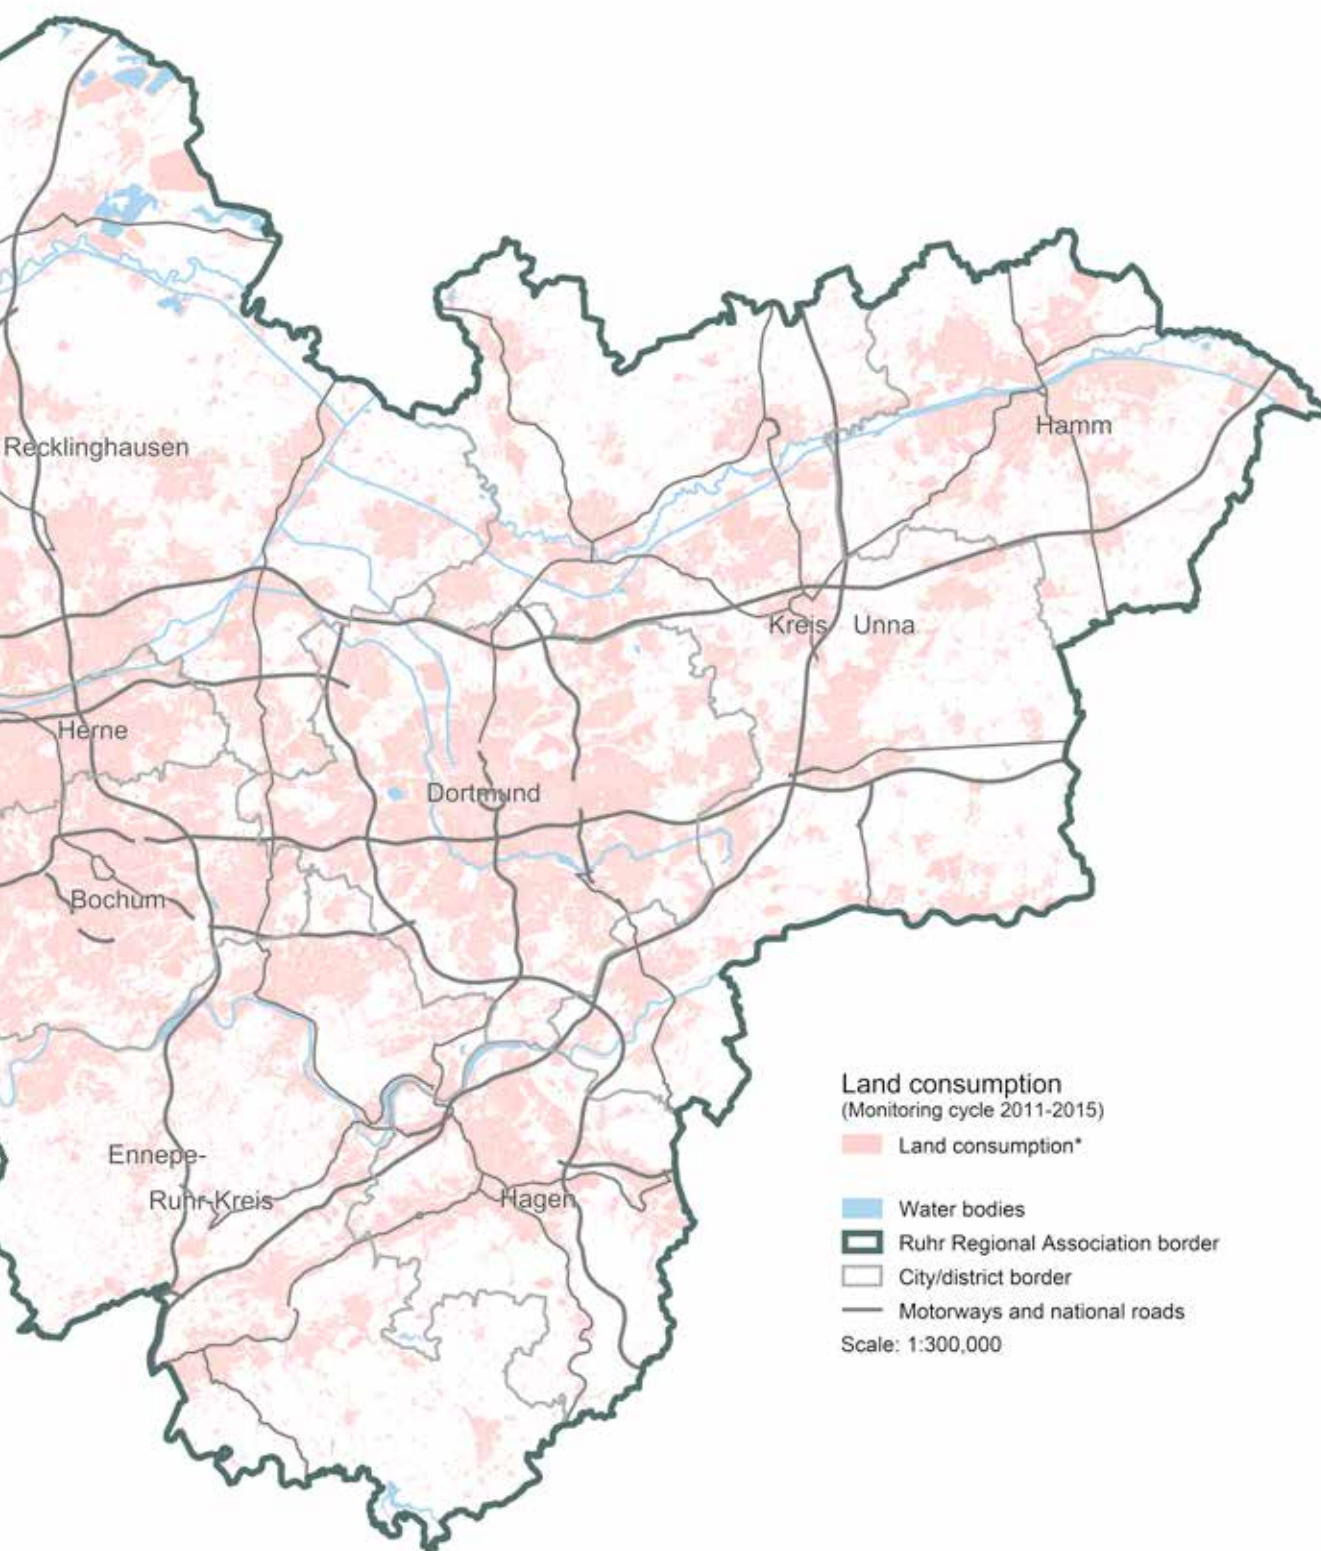 Recklinghausen
Hamm
Kreis Unna
Herne
Dortmund
Bochum
Ennepe-
Ruhr-Kreis
Hagen
Land consumption
(Monitoring cycle 2011-2015)
Land consumption*
Water bodies
Ruhr Regional Association border
City/district border
Motorways and national roads
Scale: 1:300,000